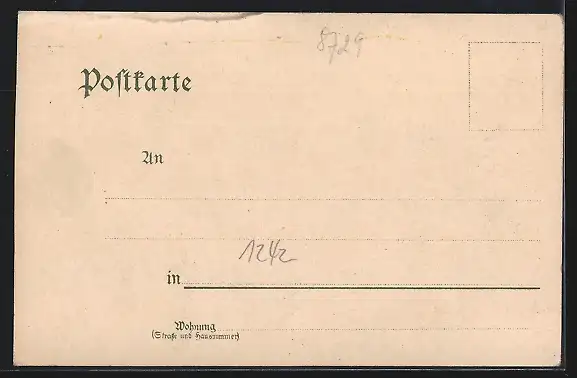 8729
Postkarte
An
1242
in
Wohnung
(Straße und Hausnummer)